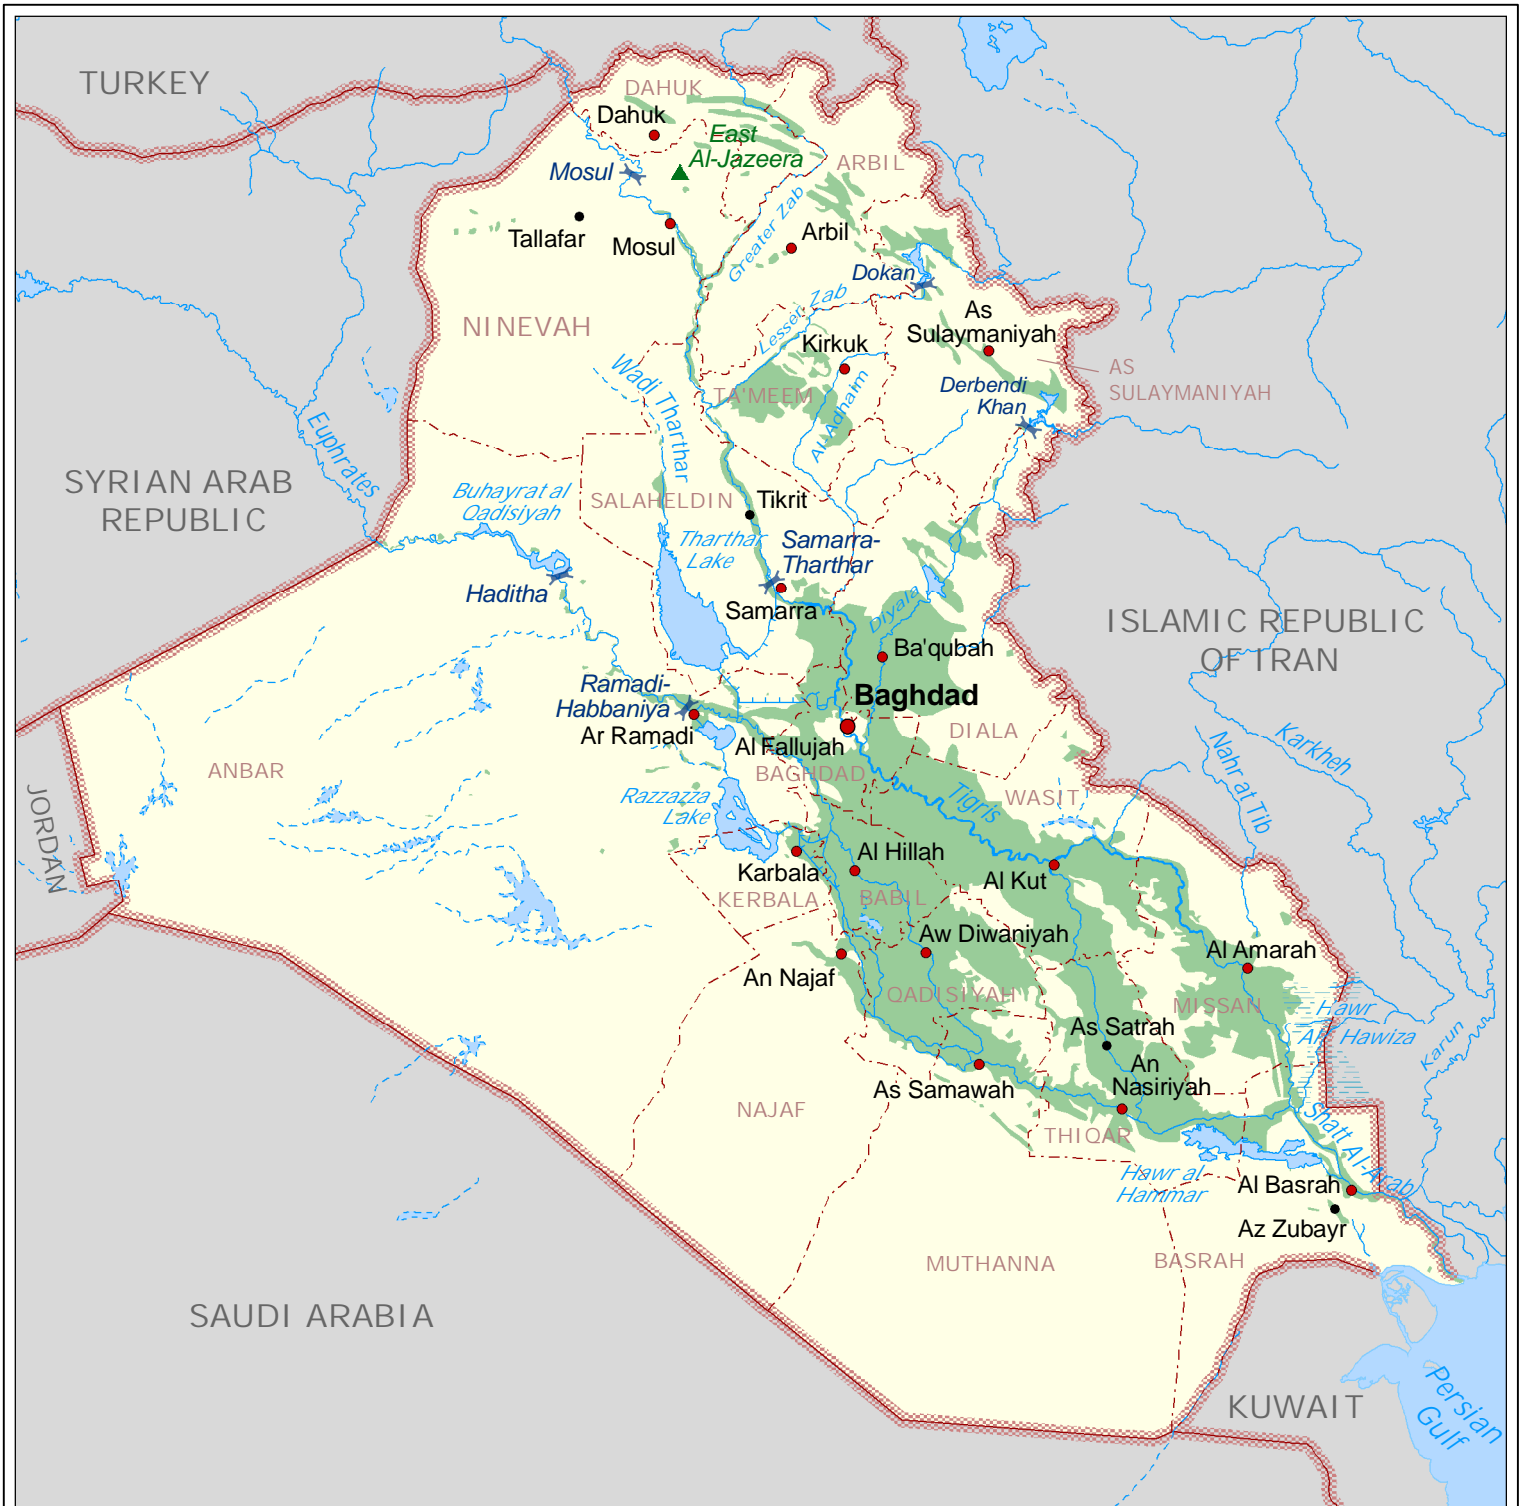 TURKEY
DAHUK
Dahuk
East
Al-Jazeera
ARBIL
Mosul
Tallafar
Mosul
Greater Zab
Arbil
Dokan
NINEVAH
Lesser Zab
As
Sulaymaniyah
Kirkuk
Wadi Tharthar
AS
SULAYMANIYAH
Derbendi
Khan
TA'MEEM
Al-Adhaim
Euphrates
SYRIAN ARAB
REPUBLIC
Buhayrat al
Qadisiyah
SALAHELDIN
Tikrit
Tharthar
Lake
Samarra-
Tharthar
Haditha
Samarra
Diyala
ISLAMIC REPUBLIC
OF IRAN
Ba'qubah
Ramadi-
Habbaniya
Baghdad
Ar Ramadi
Al Fallujah
DIALA
ANBAR
BAGHDAD
JORDAN
Razzazza
Lake
Tigris
WASIT
Nahr at Tib
Karkheh
Karbala
Al Hillah
Al Kut
KERBALA
BABIL
Aw Diwaniyah
Al Amarah
An Najaf
QADISIYAH
MISSAN
Hawr
Al Hawiza
Karun
As Satrah
An
Nasiriyah
As Samawah
NAJAF
THIQAR
Shatt Al-Arab
Hawr al
Hammar
Al Basrah
Az Zubayr
MUTHANNA
BASRAH
SAUDI ARABIA
KUWAIT
Persian
Gulf